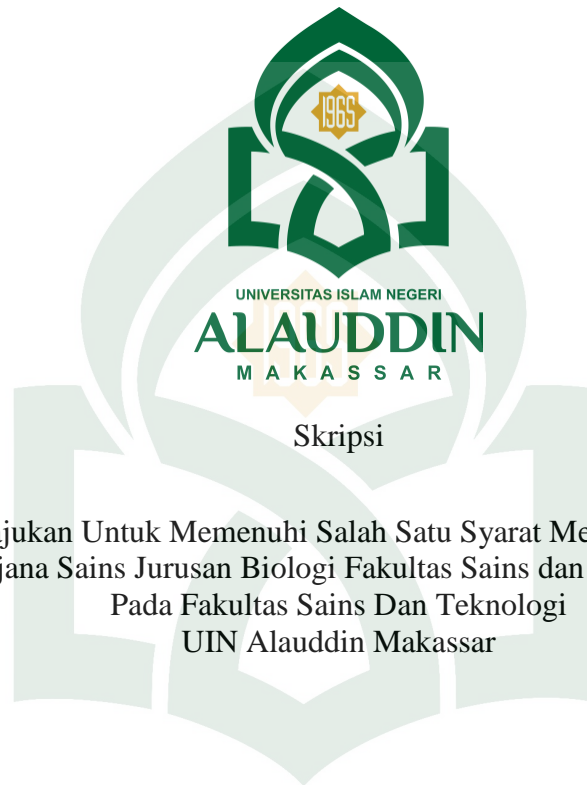 1965
UNIVERSITAS ISLAM NEGERI
ALAUDDIN
MAKASSAR
Skripsi
jukan Untuk Memenuhi Salah Satu Syarat Me
jana Sains Jurusan Biologi Fakultas Sains dan
Pada Fakultas Sains Dan Teknologi
UIN Alauddin Makassar